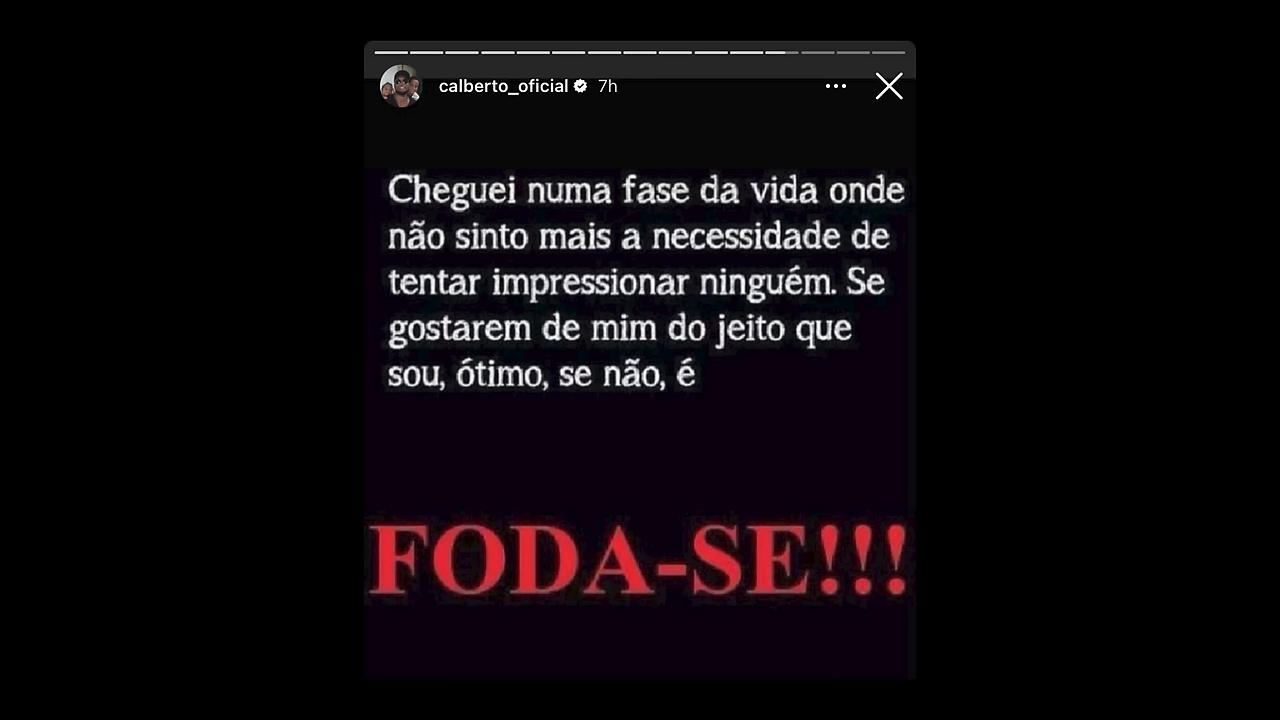 calberto_oficial 7h
Cheguei numa fase da vida onde
não sinto mais a necessidade de
tentar impressionar ninguém. Se
gostarem de mim do jeito que
sou, ótimo, se não, é
FODA-SE!!!